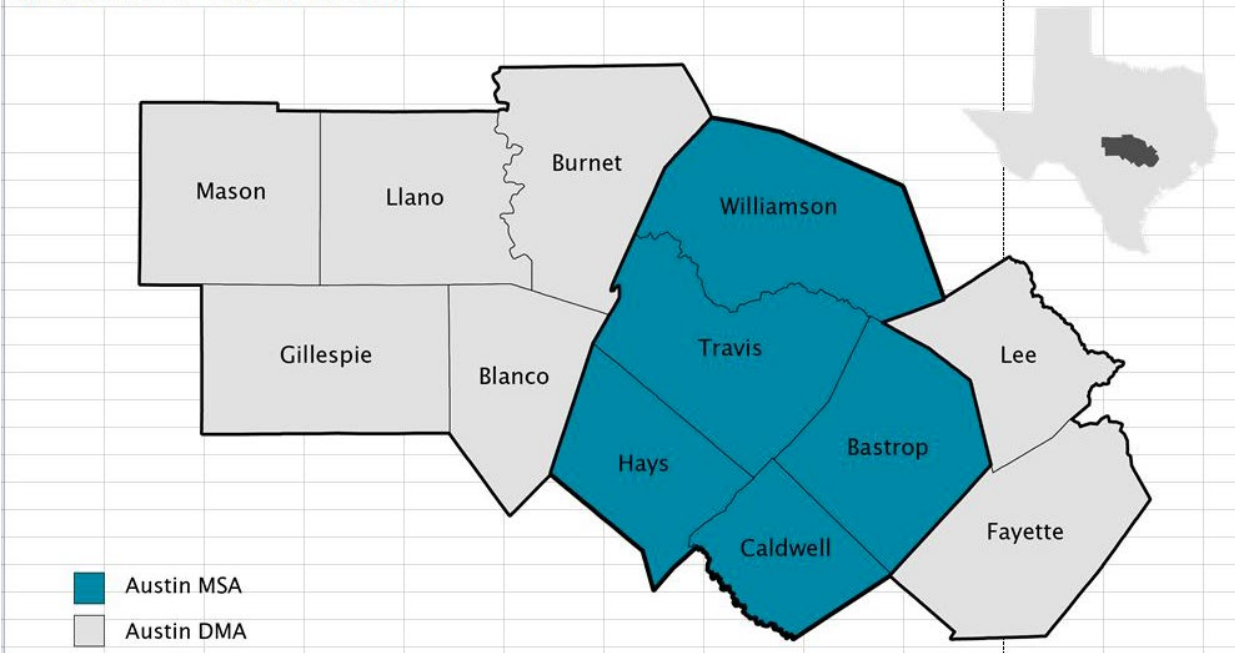 Burnet
Mason
Llano
Williamson
Gillespie
Blanco
Travis
Lee
Hays
Bastrop
Caldwell
Fayette
Austin MSA
Austin DMA